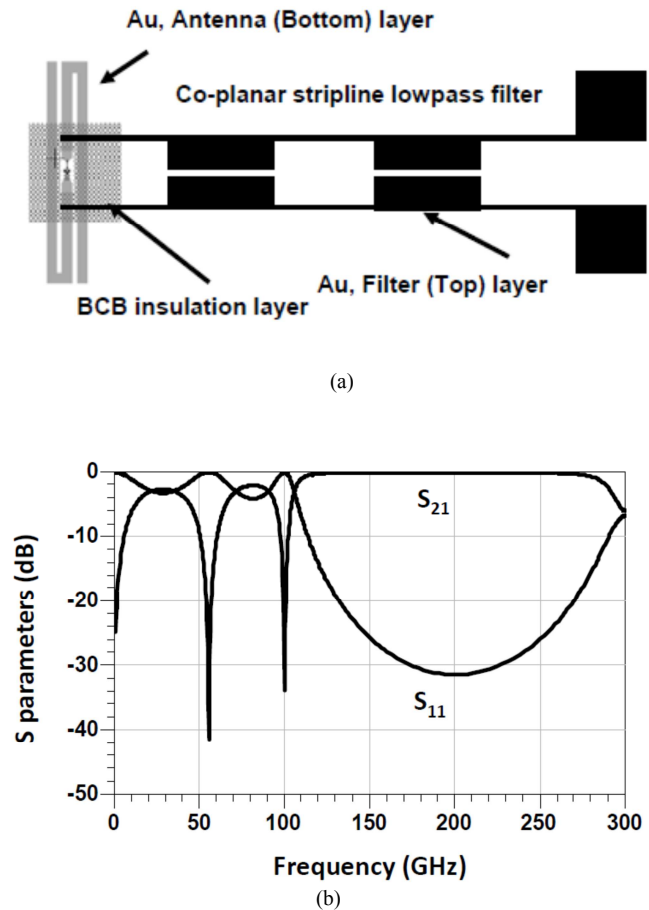 Au, Antenna (Bottom) layer
Co-planar stripline lowpass filter
Au, Filter (Top) layer
BCB insulation layer
(a)
0
-10
-20
-30
-40
-50
S parameters (dB)
S21
S11
0 50 100 150 200 250 300
Frequency (GHz)
(b)